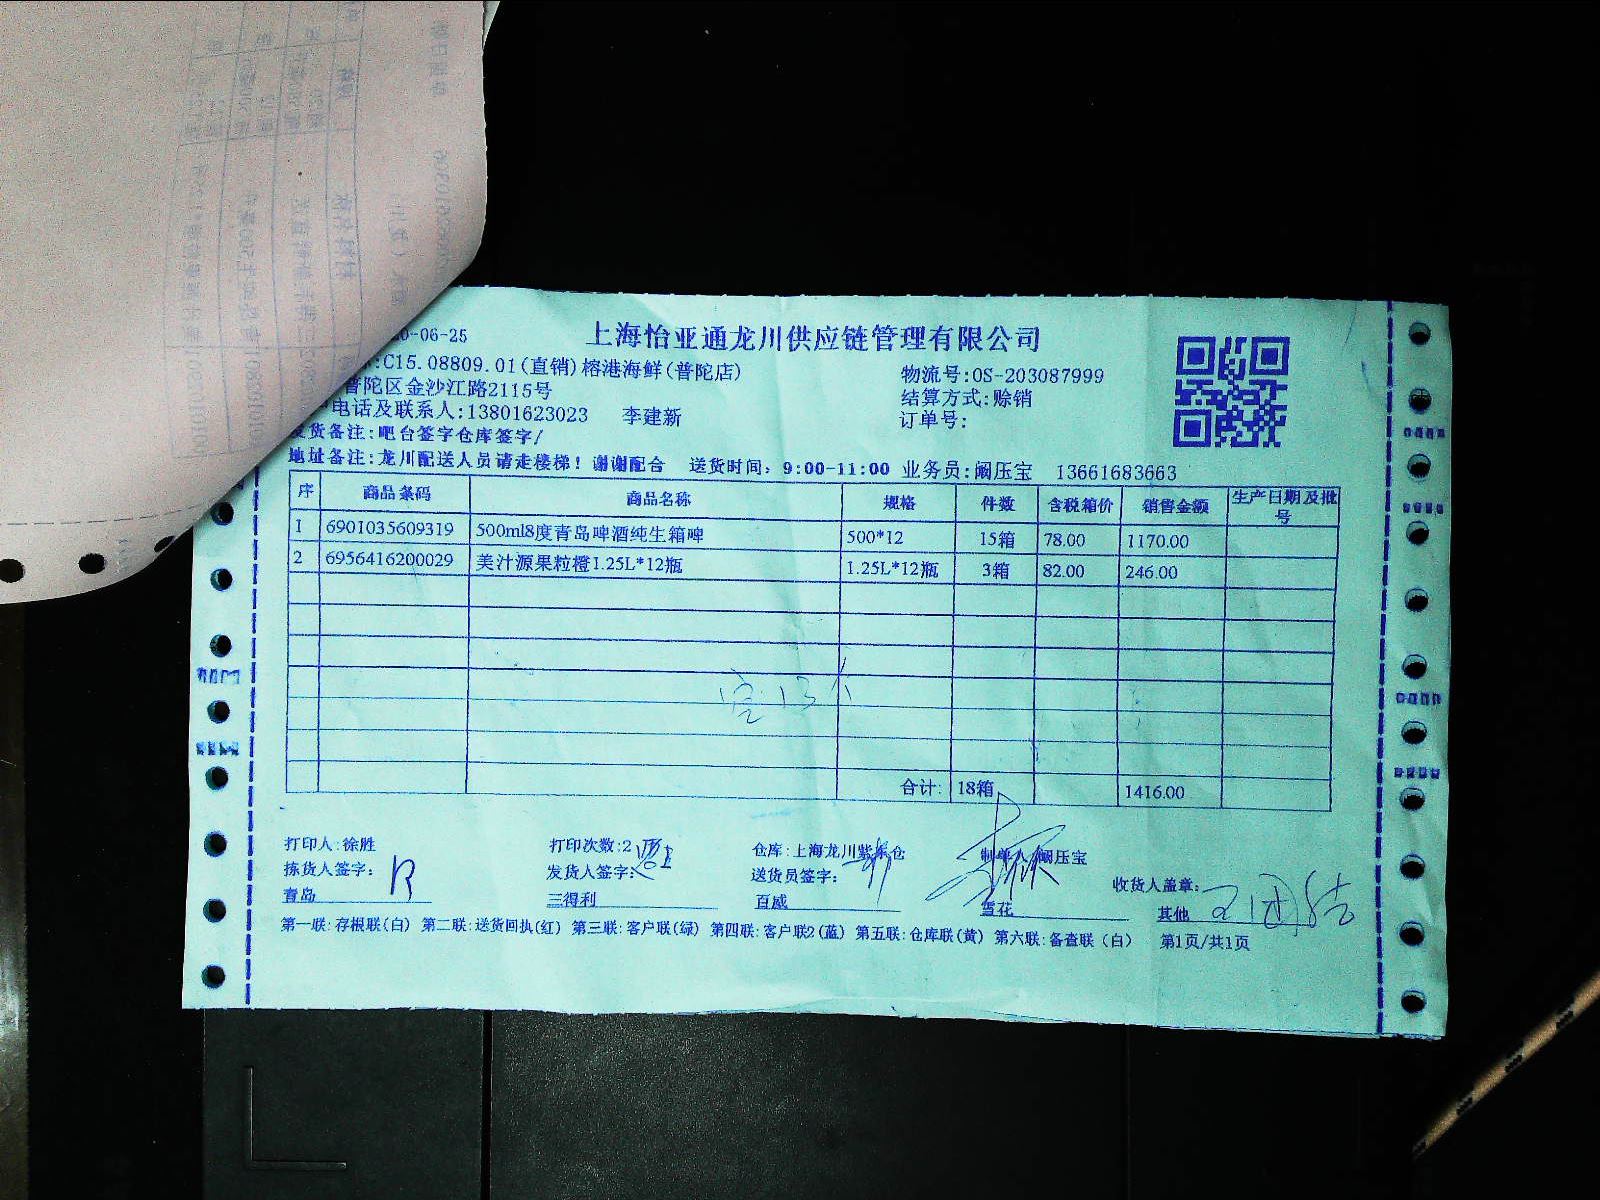 0-06-25
上海怡亚通龙川供应链管理有限公司
:C15.08809.01(直销)榕港海鲜(普陀店)
物流号:OS-203087999
普陀区金沙江路2115号
结算方式:赊销
电话及联系人:13801623023 李建新
订单号:
发货备注:吧台签字仓库签字/
地址备注:龙川配送人员请走楼梯!谢谢配合 送货时间:9:00-11:00 业务员:阚压宝 13661683663
序 商品条码 商品名称 规格 件数 含税箱价 销售金额 生产日期及批号
1 6901035609319 500ml8度青岛啤酒纯生箱啤 500*12 15箱 78.00 1170.00
2 6956416200029 美汁源果粒橙1.25L*12瓶 1.25L*12瓶 3箱 82.00 246.00
合计: 18箱 1416.00
打印人:徐胜 打印次数:2 仓库:上海龙川紫东仓 制单人:阚压宝
拣货人签字: 发货人签字: 送货员签字: 收货人盖章:
青岛 三得利 百威 雪花 其他
第一联:存根联(白) 第二联:送货回执(红) 第三联:客户联(绿) 第四联:客户联2(蓝) 第五联:仓库联(黄) 第六联:备查联(白) 第1页/共1页